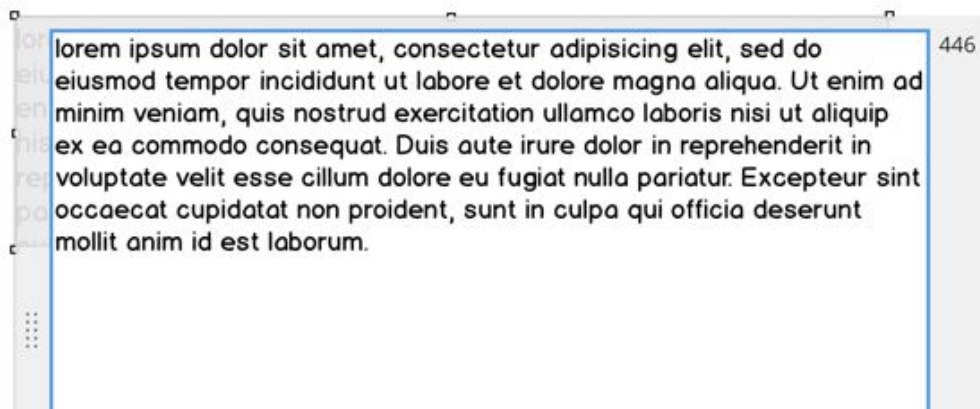 lorem ipsum dolor sit amet, consectetur adipisicing elit, sed do
eiusmod tempor incididunt ut labore et dolore magna aliqua. Ut enim ad
minim veniam, quis nostrud exercitation ullamco laboris nisi ut aliquip
ex ea commodo consequat. Duis aute irure dolor in reprehenderit in
voluptate velit esse cillum dolore eu fugiat nulla pariatur. Excepteur sint
occaecat cupidatat non proident, sunt in culpa qui officia deserunt
mollit anim id est laborum.
446